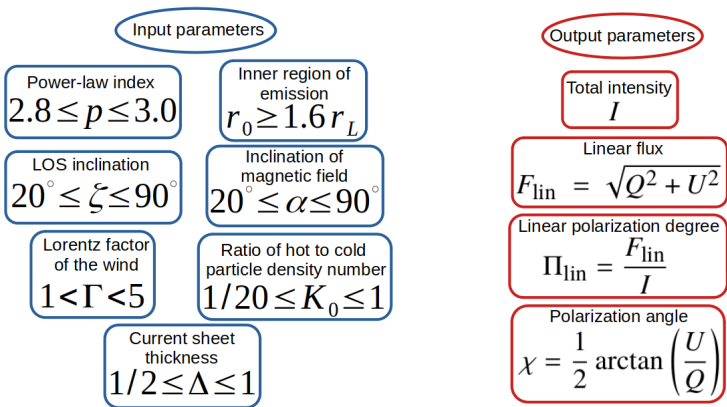 Input parameters
Power-law index
2.8 ≤ p ≤ 3.0
Inner region of
emission
r₀ ≥ 1.6 r_L
LOS inclination
20° ≤ ζ ≤ 90°
Inclination of
magnetic field
20° ≤ α ≤ 90°
Lorentz factor
of the wind
1 < Γ < 5
Ratio of hot to cold
particle density number
1/20 ≤ K₀ ≤ 1
Current sheet
thickness
1/2 ≤ Δ ≤ 1
Output parameters
Total intensity
I
Linear flux
F_lin = √(Q² + U²)
Linear polarization degree
Π_lin = F_lin / I
Polarization angle
χ = 1/2 arctan (U/Q)